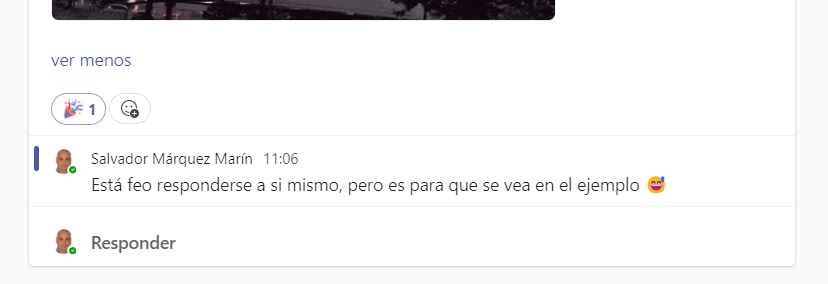 ver menos
1
Salvador Márquez Marín 11:06
Está feo responderse a si mismo, pero es para que se vea en el ejemplo 😅
Responder